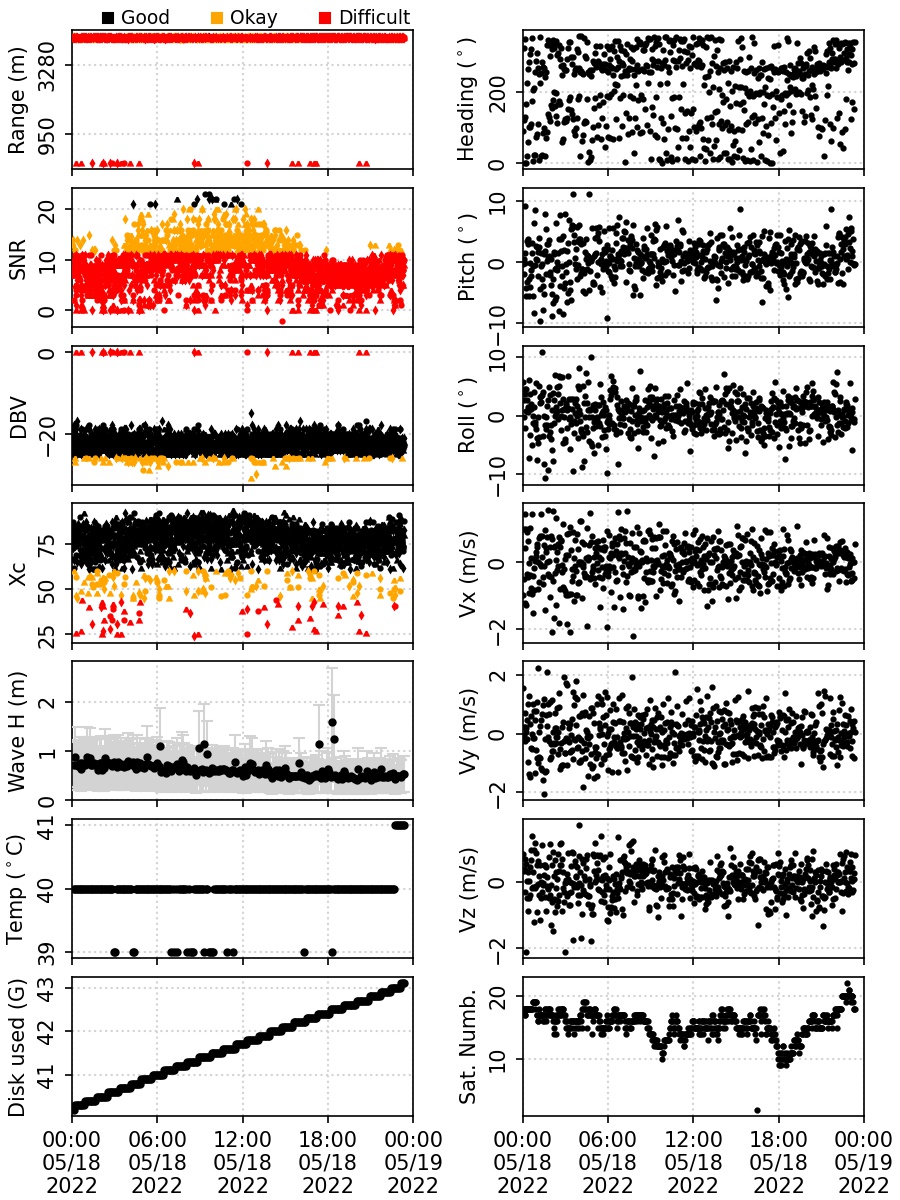 Good Okay Difficult
Range (m)
3280
950
Heading (°)
200
0
SNR
20
10
0
Pitch (°)
10
0
−10
DBV
0
−20
Roll (°)
10
0
−10
Xc
75
50
25
Vx (m/s)
0
−2
Wave H (m)
2
1
0
Vy (m/s)
2
0
−2
Temp (°C)
41
40
39
Vz (m/s)
0
−2
Disk used (G)
43
42
41
Sat. Numb.
20
10
00:00 06:00 12:00 18:00 00:00
05/18 05/18 05/18 05/18 05/19
2022 2022 2022 2022 2022
00:00 06:00 12:00 18:00 00:00
05/18 05/18 05/18 05/18 05/19
2022 2022 2022 2022 2022